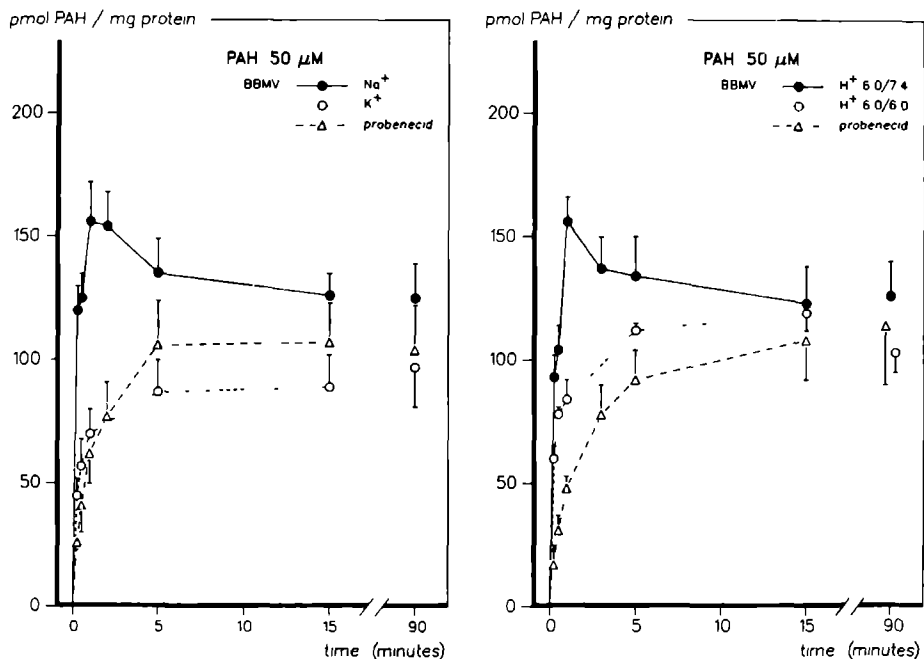 pmol PAH / mg protein
PAH 50 µM
BBMV
Na+
K+
probenecid
200
150
100
50
0
0 5 10 15 90
time (minutes)
pmol PAH / mg protein
PAH 50 µM
BBMV
H+ 6 0/7 4
H+ 6 0/6 0
probenecid
200
150
100
50
0
0 5 10 15 90
time (minutes)